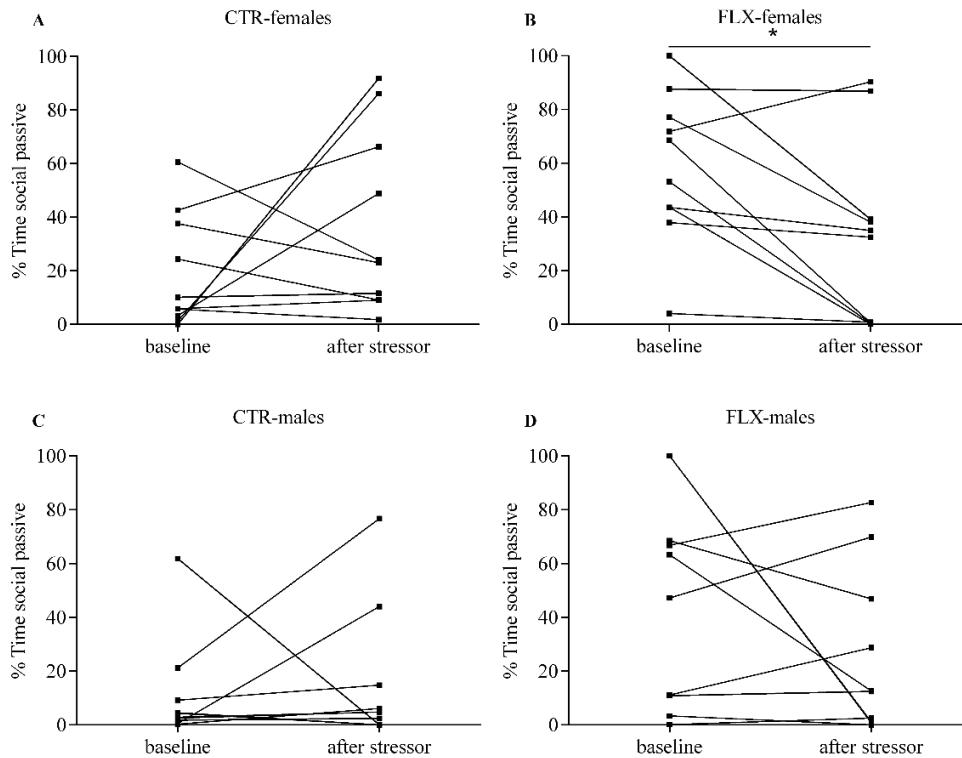 A
CTR-females
% Time social passive
100
80
60
40
20
0
baseline
after stressor
B
FLX-females
*
% Time social passive
100
80
60
40
20
0
baseline
after stressor
C
CTR-males
% Time social passive
100
80
60
40
20
0
baseline
after stressor
D
FLX-males
% Time social passive
100
80
60
40
20
0
baseline
after stressor